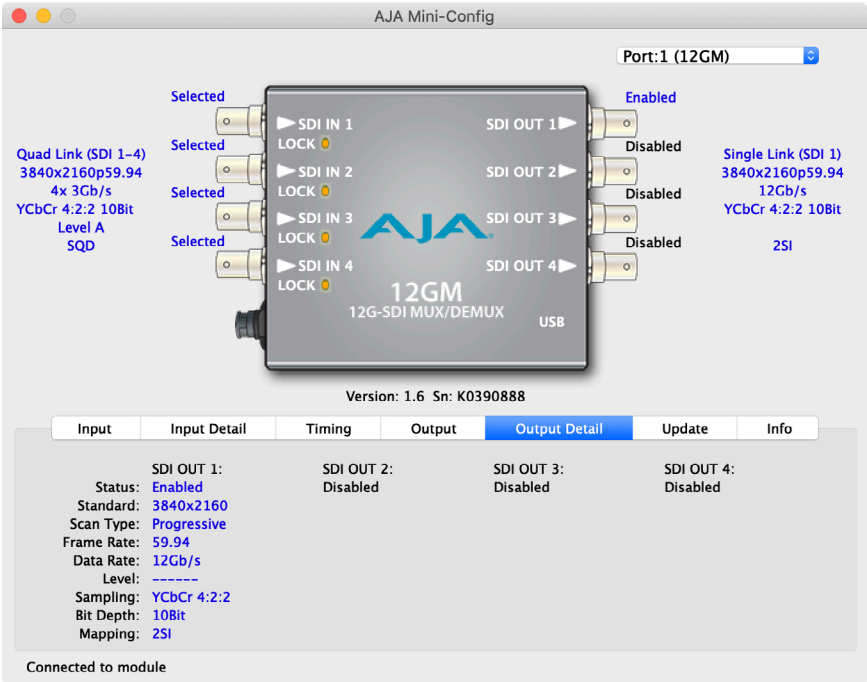 AJA Mini-Config
Port:1 (12GM)
Selected
Enabled
SDI IN 1
SDI OUT 1
LOCK
Disabled
Selected
Quad Link (SDI 1-4)
3840x2160p59.94
4x 3Gb/s
YCbCr 4:2:2 10Bit
Level A
SQD
SDI IN 2
SDI OUT 2
LOCK
Disabled
Selected
Single Link (SDI 1)
3840x2160p59.94
12Gb/s
YCbCr 4:2:2 10Bit
2SI
SDI IN 3
SDI OUT 3
LOCK
AJA
Disabled
Selected
SDI IN 4
SDI OUT 4
LOCK
12GM
12G-SDI MUX/DEMUX
USB
Version: 1.6 Sn: K0390888
Input Input Detail Timing Output Output Detail Update Info
SDI OUT 1: SDI OUT 2: SDI OUT 3: SDI OUT 4:
Status: Enabled Disabled Disabled Disabled
Standard: 3840x2160
Scan Type: Progressive
Frame Rate: 59.94
Data Rate: 12Gb/s
Level: ------
Sampling: YCbCr 4:2:2
Bit Depth: 10Bit
Mapping: 2SI
Connected to module